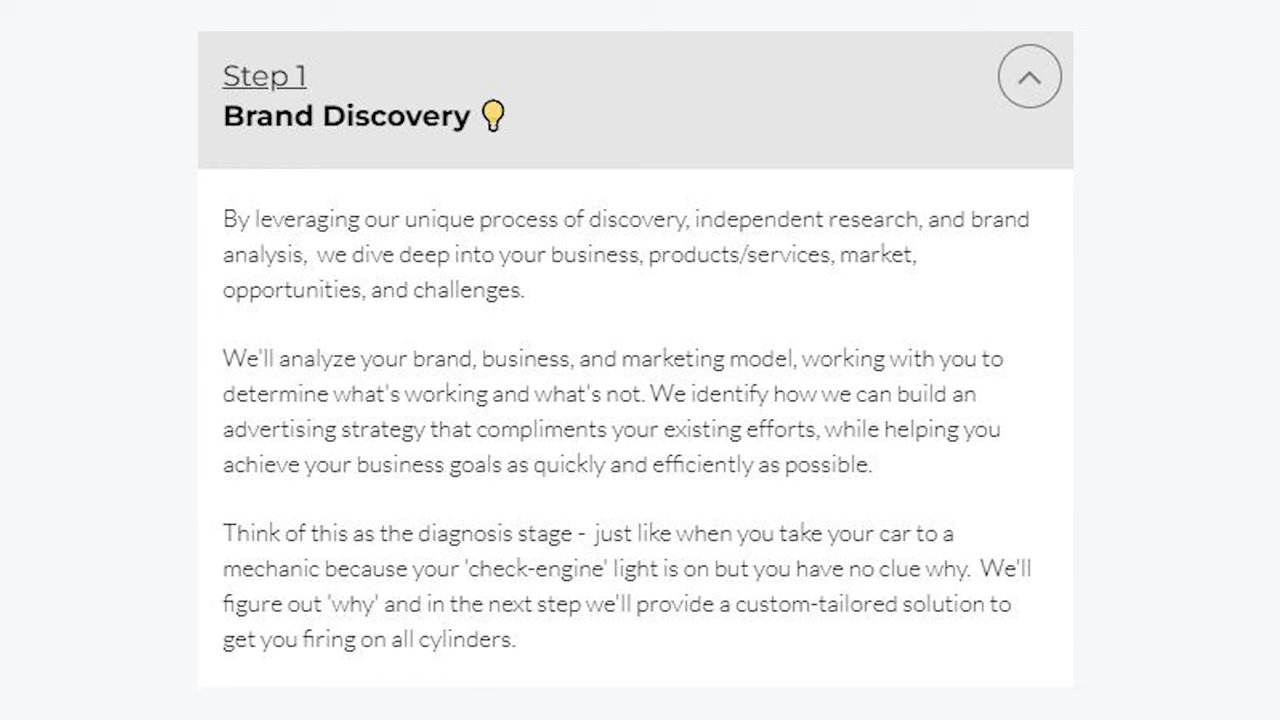 Step 1
Brand Discovery 💡
By leveraging our unique process of discovery, independent research, and brand
analysis,  we dive deep into your business, products/services, market,
opportunities, and challenges.
We'll analyze your brand, business, and marketing model, working with you to
determine what's working and what's not. We identify how we can build an
advertising strategy that compliments your existing efforts, while helping you
achieve your business goals as quickly and efficiently as possible.
Think of this as the diagnosis stage -  just like when you take your car to a
mechanic because your 'check-engine' light is on but you have no clue why.  We'll
figure out 'why' and in the next step we'll provide a custom-tailored solution to
get you firing on all cylinders.